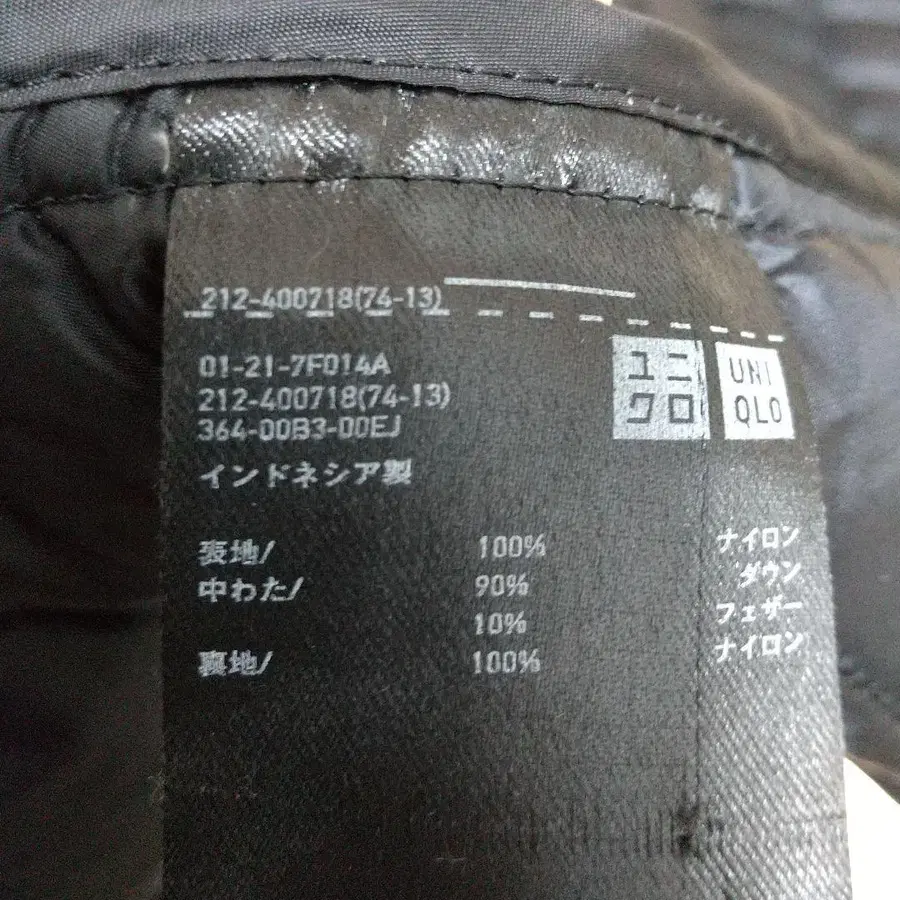 212-400718(74-13)
01-21-7F014A
212-400718(74-13)
364-00B3-00EJ
インドネシア製
ユニ
クロ
UNI
QLO
表地/ 100% ナイロン
中わた/ 90% ダウン
10% フェザー
裏地/ 100% ナイロン